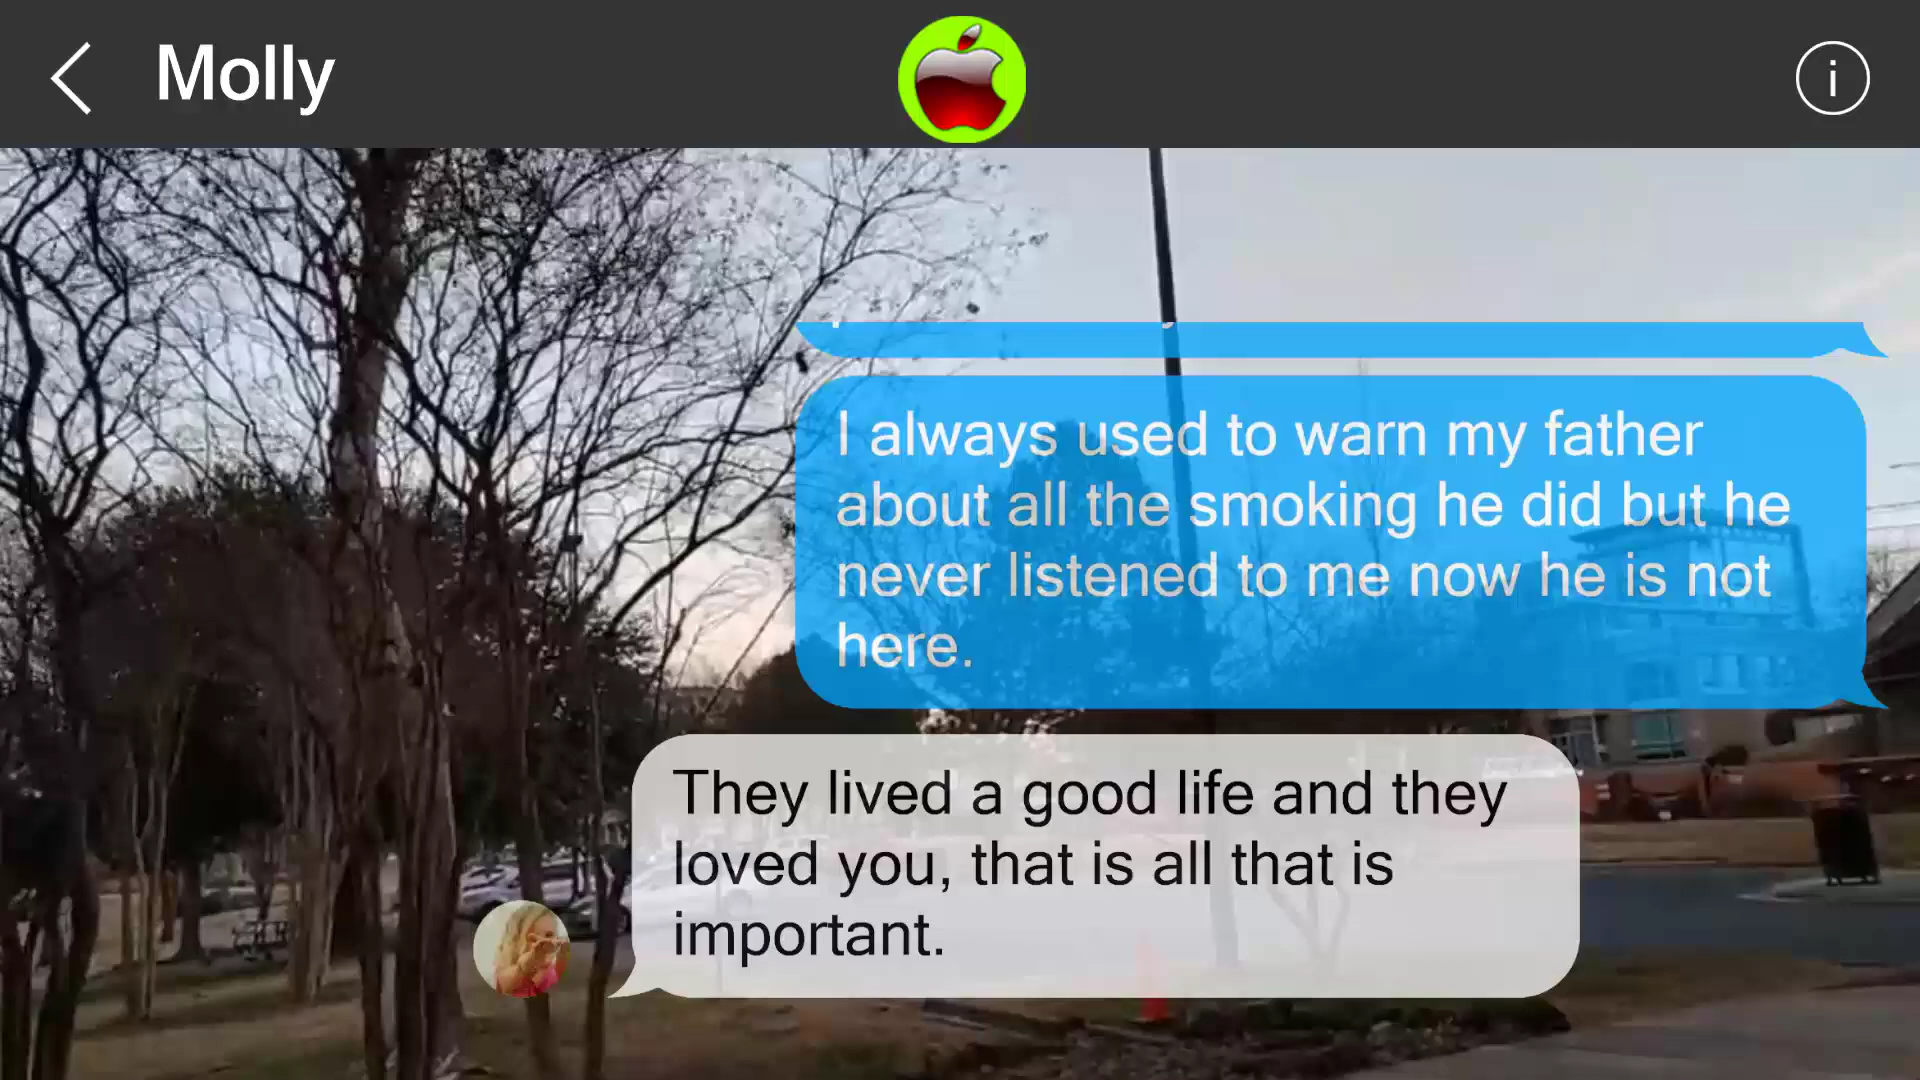 Molly
i
I always used to warn my father
about all the smoking he did but he
never listened to me now he is not
here.
They lived a good life and they
loved you, that is all that is
important.